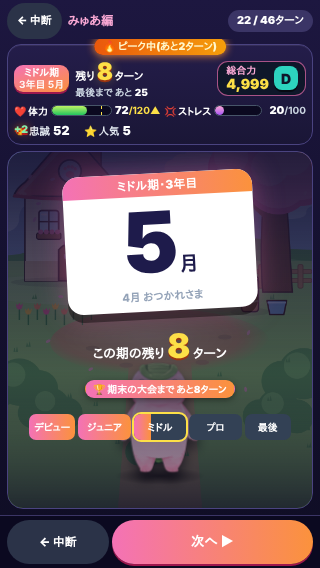 ← 中断
みゅあ編
22 / 46ターン
🔥 ピーク中(あと2ターン)
ミドル期
3年目 5月
残り8ターン
最後まで あと 25
総合力
4,999
D
❤️ 体力
72/120▲
💢 ストレス
20/100
忠誠 52
⭐ 人気 5
ミドル期・3年目
5月
4月 おつかれさま
この期の残り8ターン
🏆 期末の大会まで あと8ターン
デビュー
ジュニア
ミドル
プロ
最後
← 中断
次へ ▶